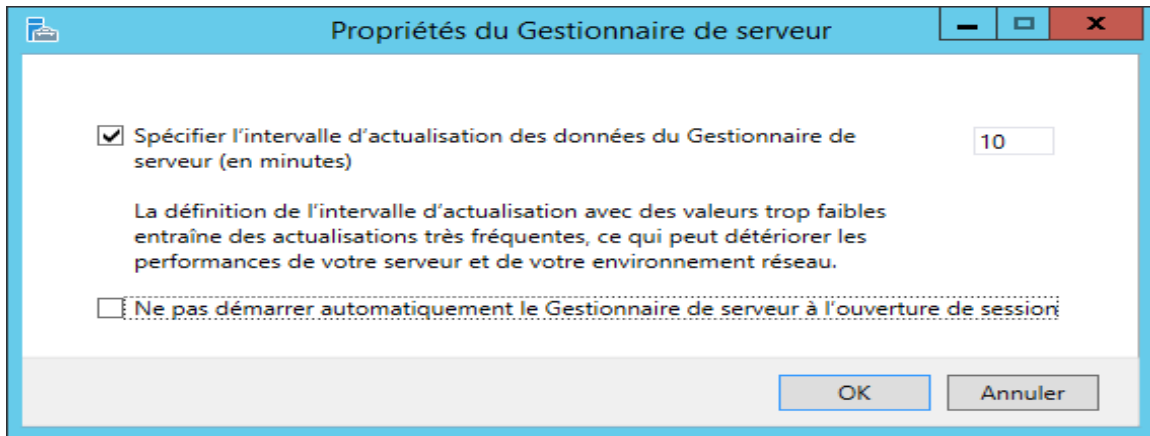 Propriétés du Gestionnaire de serveur
Spécifier l'intervalle d'actualisation des données du Gestionnaire de
serveur (en minutes)
10
La définition de l'intervalle d'actualisation avec des valeurs trop faibles
entraîne des actualisations très fréquentes, ce qui peut détériorer les
performances de votre serveur et de votre environnement réseau.
Ne pas démarrer automatiquement le Gestionnaire de serveur à l'ouverture de session
OK
Annuler